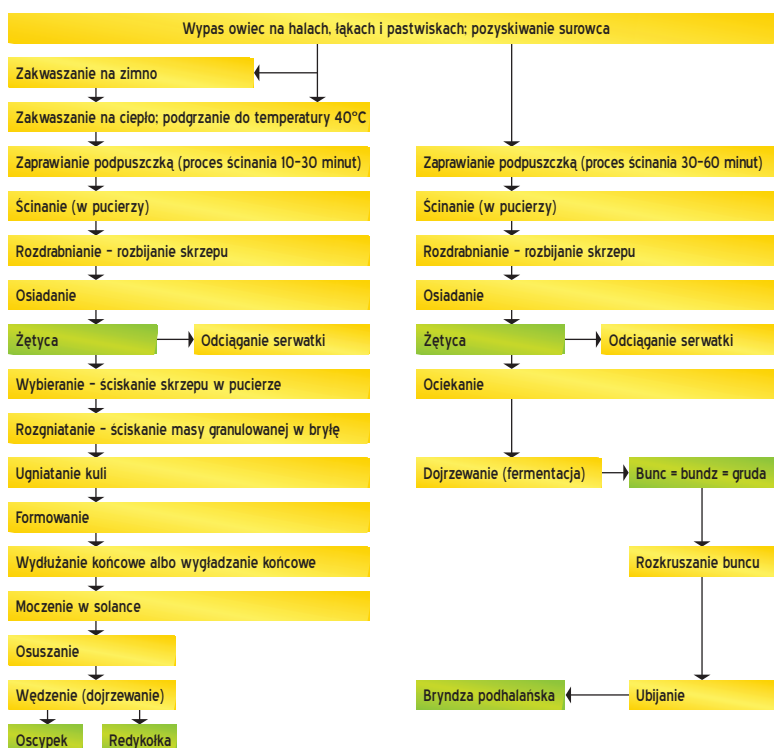 Wypas owiec na halach, łąkach i pastwiskach; pozyskiwanie surowca
Zakwaszanie na zimno
Zakwaszanie na ciepło; podgrzanie do temperatury 40°C
Zaprawianie podpuszczką (proces ścinania 10-30 minut)
Ścinanie (w pucierzy)
Rozdrabnianie - rozbijanie skrzepu
Osiadanie
Żętyca
Odciąganie serwatki
Wybieranie - ściskanie skrzepu w pucierze
Rozgniatanie - ściskanie masy granulowanej w bryłę
Ugniatanie kuli
Formowanie
Wydłużanie końcowe albo wygładzanie końcowe
Moczenie w solance
Osuszanie
Wędzenie (dojrzewanie)
Oscypek
Redykołka
Zaprawianie podpuszczką (proces ścinania 30-60 minut)
Ścinanie (w pucierzy)
Rozdrabnianie - rozbijanie skrzepu
Osiadanie
Żętyca
Odciąganie serwatki
Ociekanie
Dojrzewanie (fermentacja)
Bunc = bundz = gruda
Rozkruszanie buncu
Ubijanie
Bryndza podhalańska